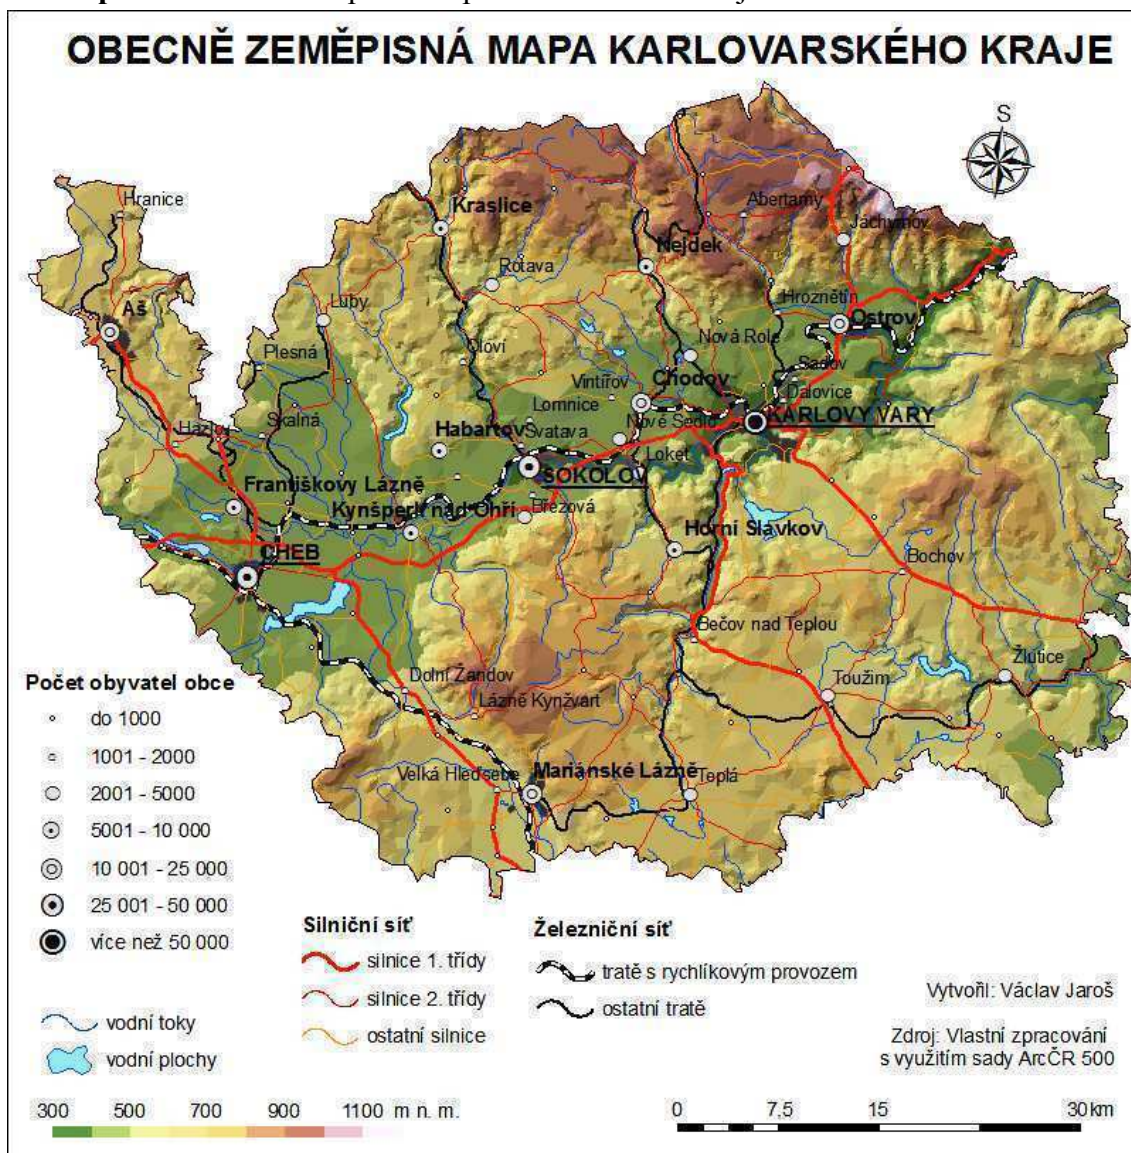 OBECNĚ ZEMĚPISNÁ MAPA KARLOVARSKÉHO KRAJE
S
Hranice
Kraslice
Abertamy
Jáchymov
Nejdek
Rotava
Aš
Luby
Hroznětín
Ostrov
Plesná
Oloví
Nová Role
Sadov
Vintířov
Chodov
Dalovice
Lomnice
KARLOVY VARY
Hazlov
Skalná
Habartov
Svatava
Nové Sedlo
Loket
SOKOLOV
Františkovy Lázně
Kynšperk nad Ohří
Březová
Horní Slavkov
CHEB
Bochov
Bečov nad Teplou
Žlutice
Toužim
Dolní Žandov
Lázně Kynžvart
Velká Hleďsebe
Mariánské Lázně
Teplá
Počet obyvatel obce
do 1000
1001 - 2000
2001 - 5000
5001 - 10 000
10 001 - 25 000
25 001 - 50 000
více než 50 000
vodní toky
vodní plochy
Silniční síť
silnice 1. třídy
silnice 2. třídy
ostatní silnice
Železniční síť
tratě s rychlíkovým provozem
ostatní tratě
Vytvořil: Václav Jaroš
Zdroj: Vlastní zpracování
s využitím sady ArcČR 500
300 500 700 900 1100 m n. m.
0 7,5 15 30 km